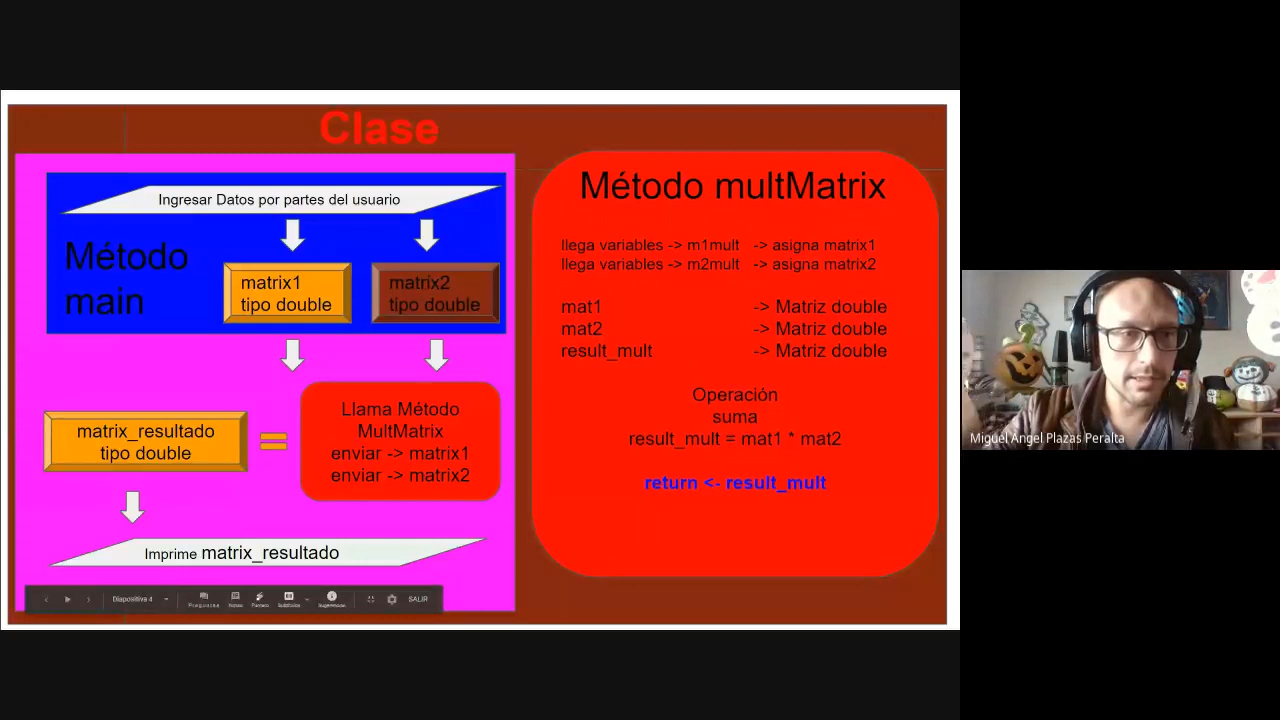 Clase
Ingresar Datos por partes del usuario
Método
main
matrix1
tipo double
matrix2
tipo double
matrix_resultado
tipo double
Llama Método
MultMatrix
enviar -> matrix1
enviar -> matrix2
Imprime matrix_resultado
Diapositiva 4
SALIR
Método multMatrix
llega variables -> m1mult -> asigna matrix1
llega variables -> m2mult -> asigna matrix2
mat1 -> Matriz double
mat2 -> Matriz double
result_mult -> Matriz double
Operación
suma
result_mult = mat1 * mat2
return <- result_mult
Miguel Ángel Plazas Peralta